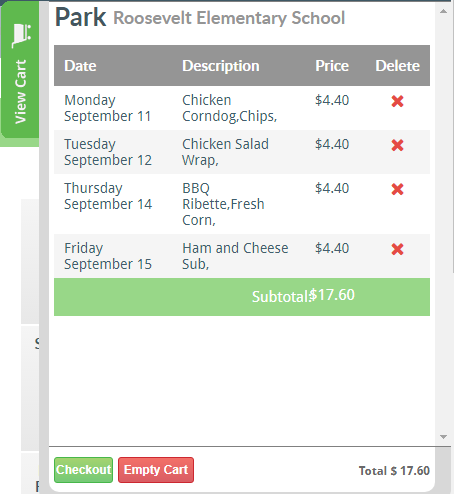 Park Roosevelt Elementary School
View Cart
Date Description Price Delete
Monday Chicken $4.40
September 11 Corndog,Chips,
Tuesday Chicken Salad $4.40
September 12 Wrap,
Thursday BBQ $4.40
September 14 Ribette,Fresh
Corn,
Friday Ham and Cheese $4.40
September 15 Sub,
Subtotal:$17.60
Checkout Empty Cart Total $ 17.60